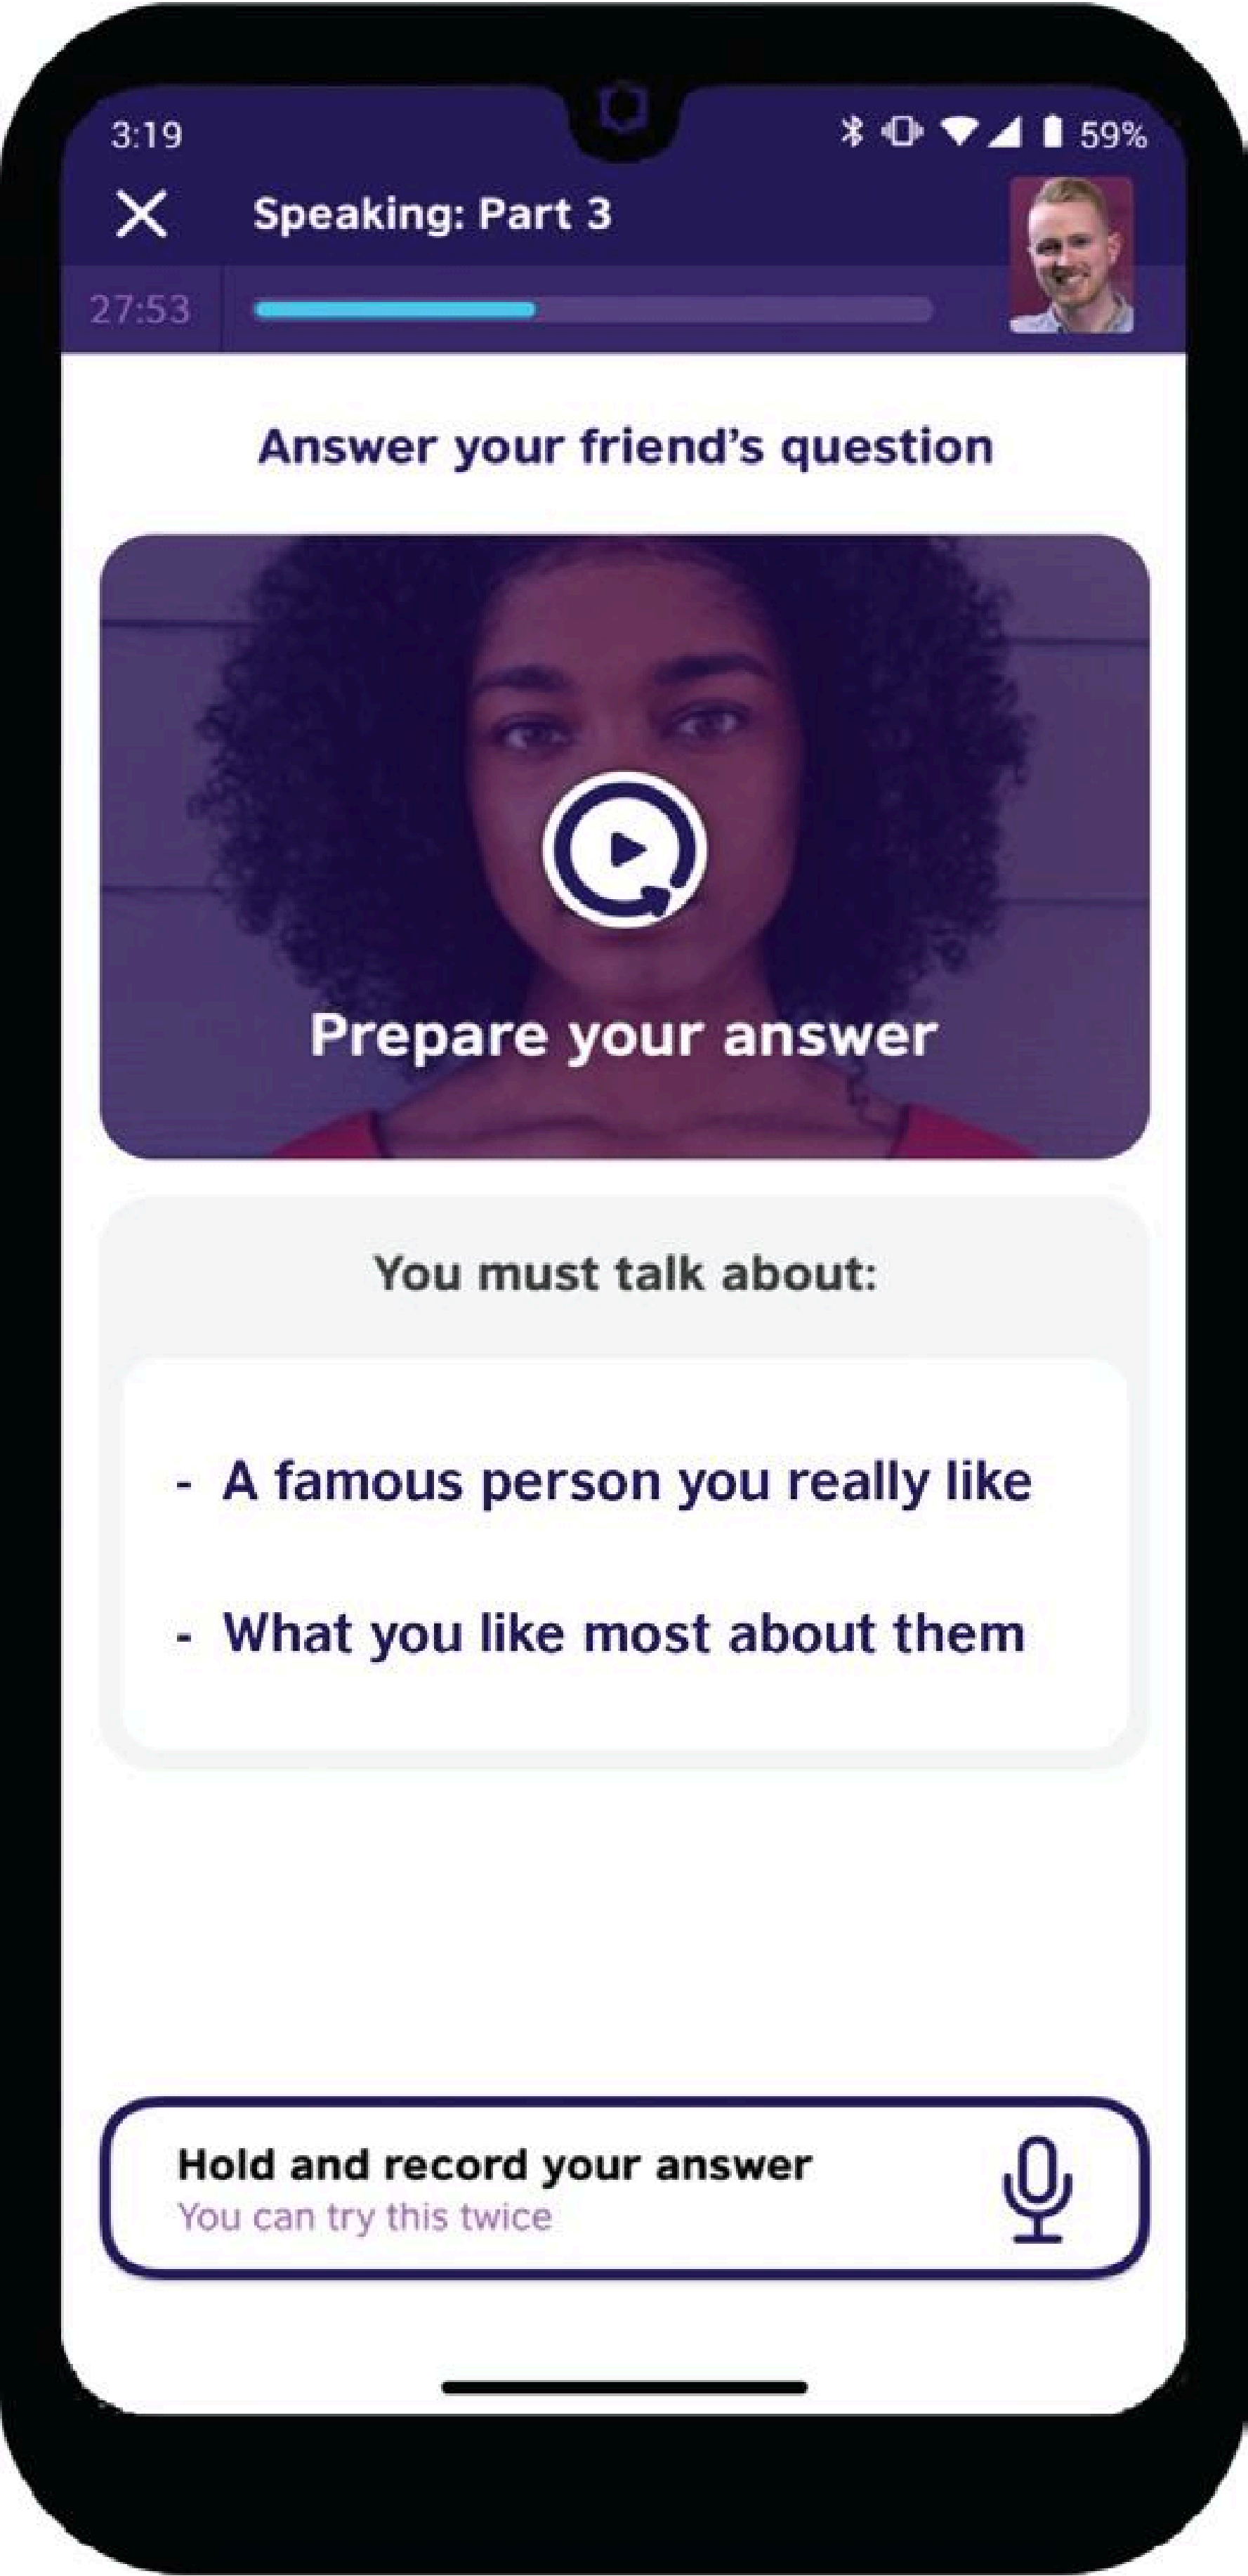 3:19
59%
Speaking: Part 3
27:53
Answer your friend's question
Prepare your answer
You must talk about:
- A famous person you really like
- What you like most about them
Hold and record your answer
You can try this twice